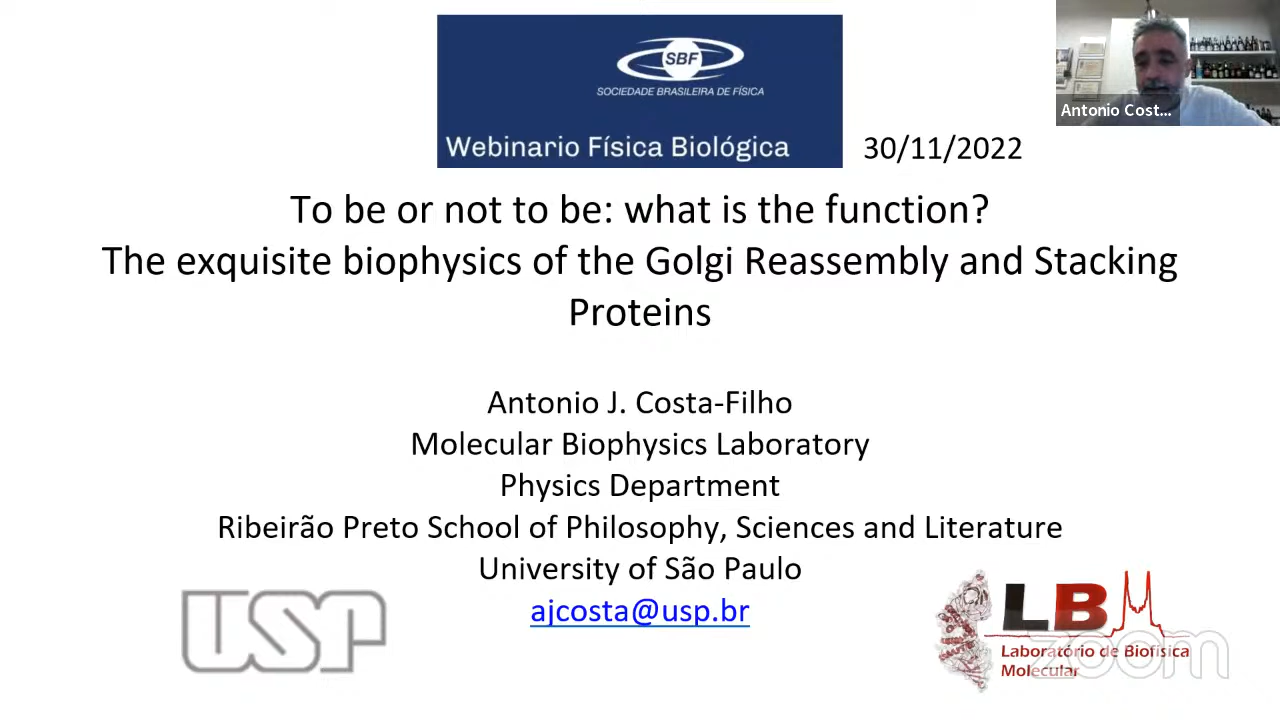 SBF
SOCIEDADE BRASILEIRA DE FÍSICA
Webinario Física Biológica
30/11/2022
Antonio Cost...
To be or not to be: what is the function?
The exquisite biophysics of the Golgi Reassembly and Stacking
Proteins
Antonio J. Costa-Filho
Molecular Biophysics Laboratory
Physics Department
Ribeirão Preto School of Philosophy, Sciences and Literature
University of São Paulo
ajcosta@usp.br
USP
LB
Laboratório de Biofísica
Molecular
zoom